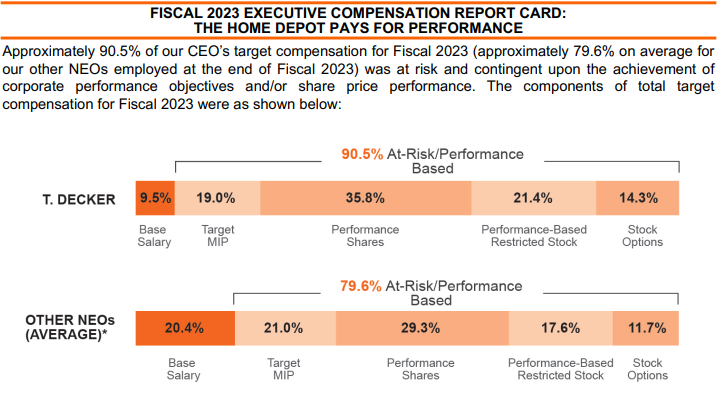 FISCAL 2023 EXECUTIVE COMPENSATION REPORT CARD:
THE HOME DEPOT PAYS FOR PERFORMANCE
Approximately 90.5% of our CEO's target compensation for Fiscal 2023 (approximately 79.6% on average for
our other NEOs employed at the end of Fiscal 2023) was at risk and contingent upon the achievement of
corporate performance objectives and/or share price performance. The components of total target
compensation for Fiscal 2023 were as shown below:
90.5% At-Risk/Performance
Based
T. DECKER
9.5% 19.0% 35.8% 21.4% 14.3%
Base Target Performance Performance-Based Stock
Salary MIP Shares Restricted Stock Options
79.6% At-Risk/Performance
Based
OTHER NEOs
(AVERAGE)*
20.4% 21.0% 29.3% 17.6% 11.7%
Base Target Performance Performance-Based Stock
Salary MIP Shares Restricted Stock Options